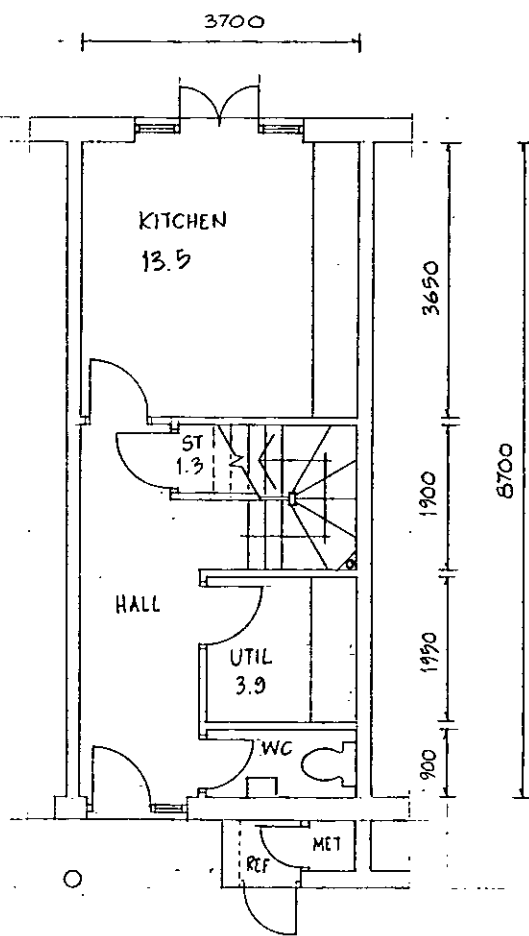 3700
KITCHEN
13.5
3650
ST
1.3
1900
8700
HALL
UTIL
3.9
1950
WC
900
MET
REF